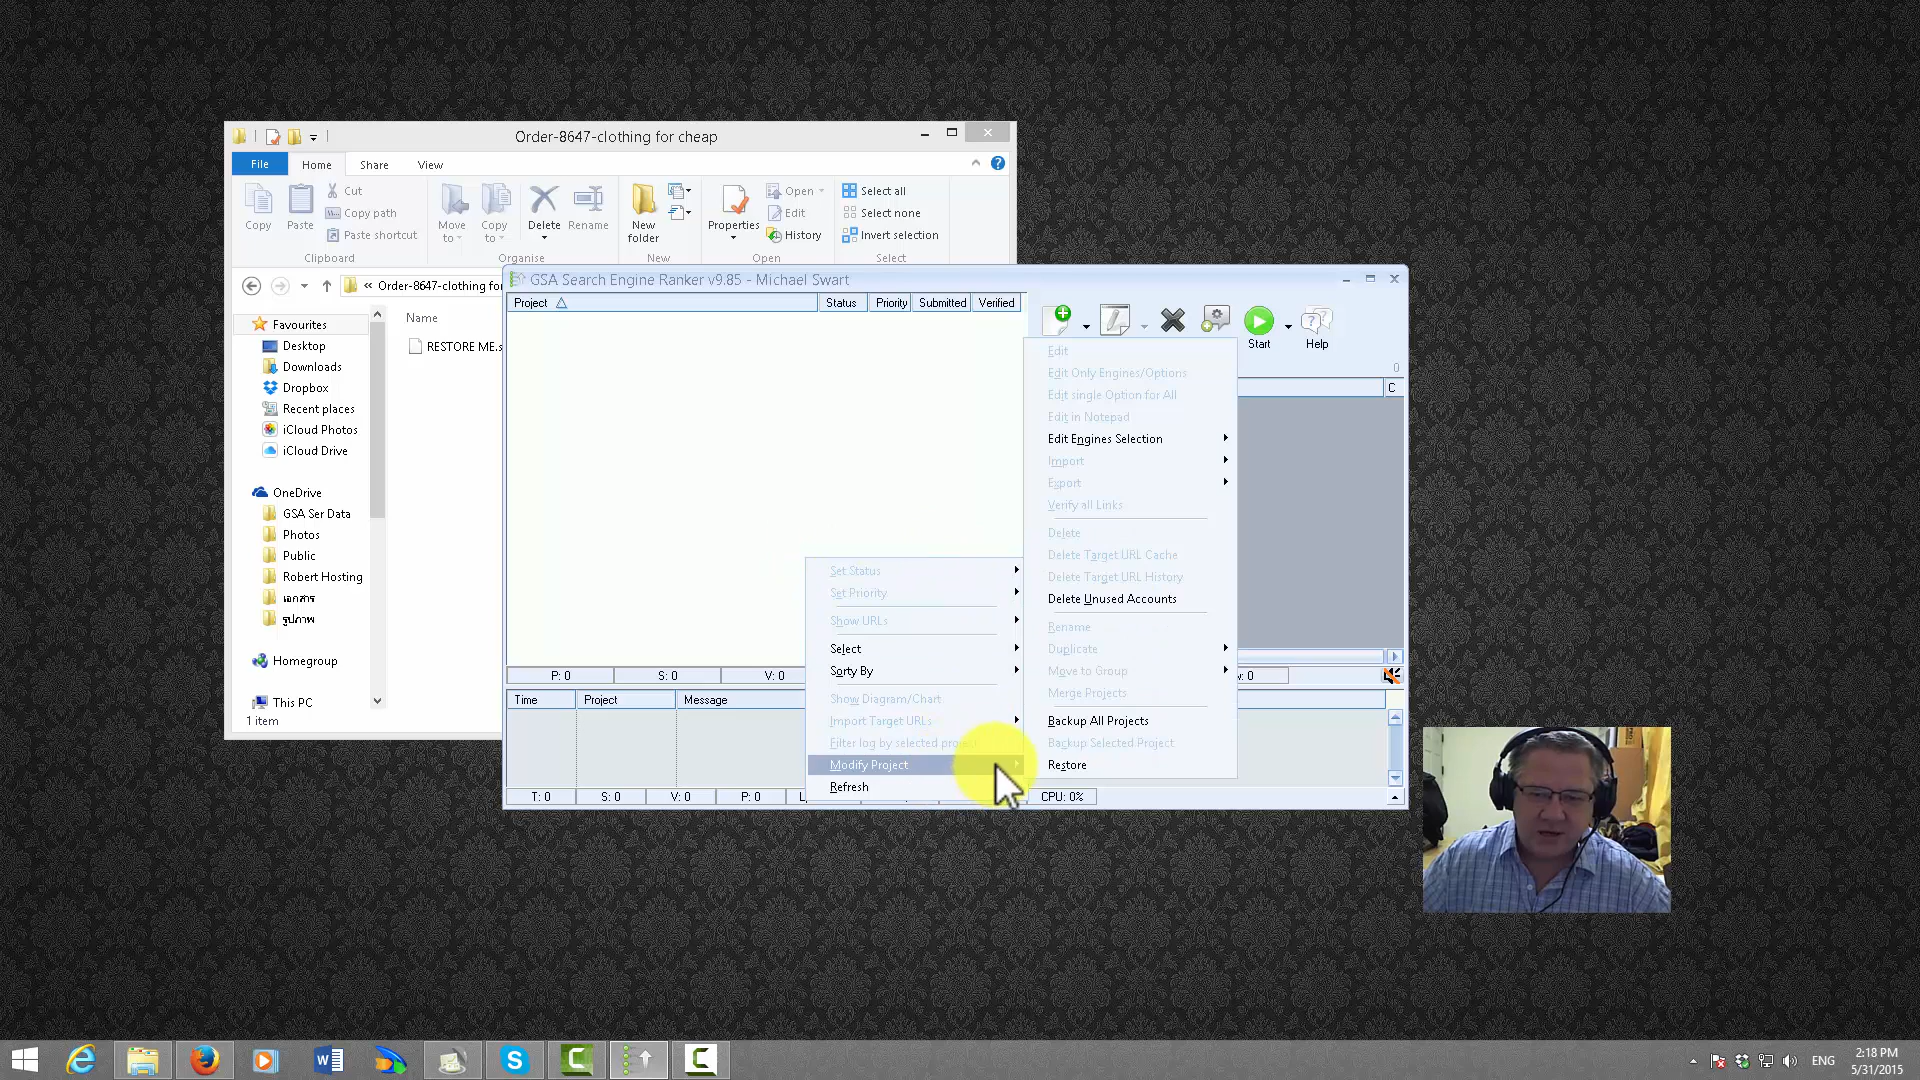 Order-8647-clothing for cheap
File Home Share View
Copy
Paste
Cut
Copy path
Paste shortcut
Clipboard
Move to
Copy to
Delete
Rename
Organise
New folder
New
Properties
Open
Edit
History
Open
Select all
Select none
Invert selection
Select
« Order-8647-clothing for
Favourites
Desktop
Downloads
Dropbox
Recent places
iCloud Photos
iCloud Drive
OneDrive
GSA Ser Data
Photos
Public
Robert Hosting
เอกสาร
รูปภาพ
Homegroup
This PC
1 item
Name
RESTORE ME.s
GSA Search Engine Ranker v9.85 - Michael Swart
Project Status Priority Submitted Verified
Start
Help
0
C
P: 0 S: 0 V: 0
v: 0
Time Project Message
T: 0 S: 0 V: 0 P: 0
CPU: 0%
Set Status
Set Priority
Show URLs
Select
Sorty By
Show Diagram/Chart
Import Target URLs
Filter log by selected project
Modify Project
Refresh
Edit
Edit Only Engines/Options
Edit single Option for All
Edit in Notepad
Edit Engines Selection
Import
Export
Verify all Links
Delete
Delete Target URL Cache
Delete Target URL History
Delete Unused Accounts
Rename
Duplicate
Move to Group
Merge Projects
Backup All Projects
Backup Selected Project
Restore
ENG
2:18 PM
5/31/2015